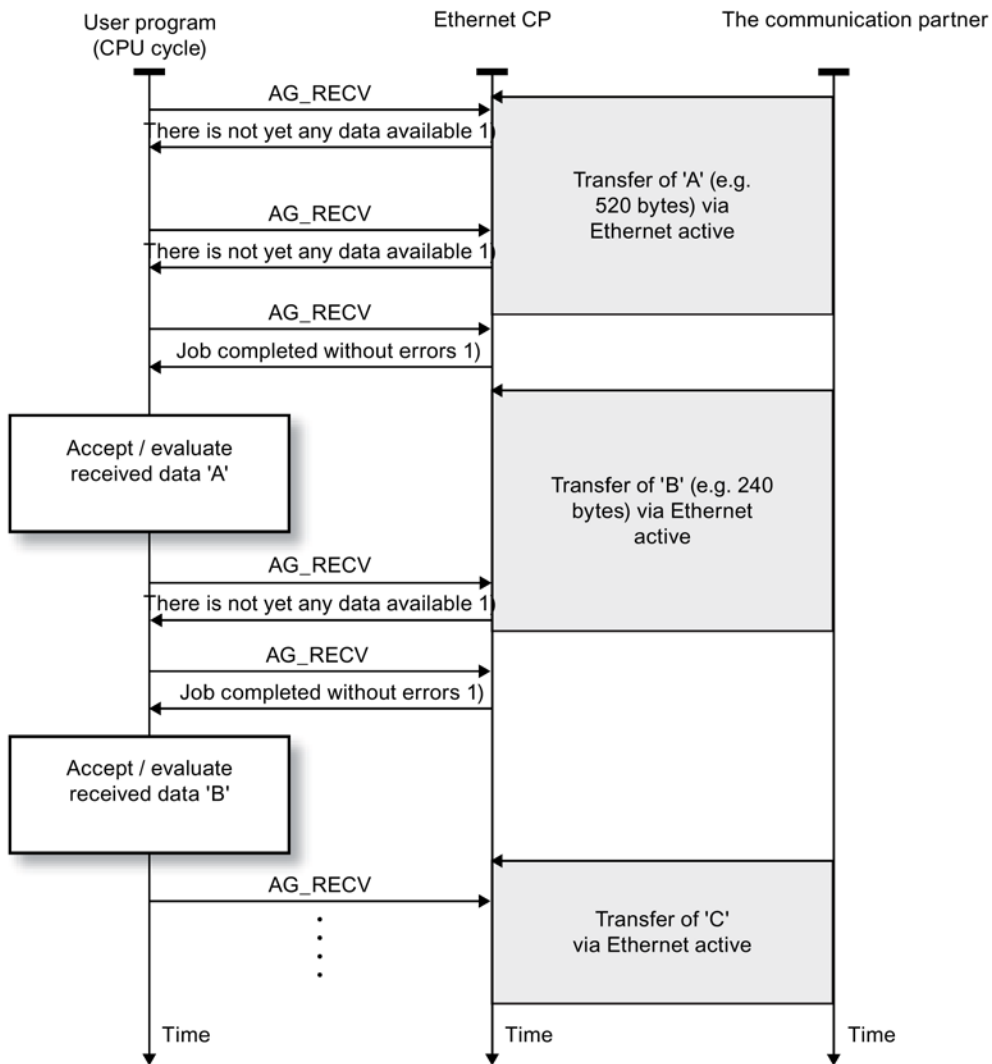 User program
(CPU cycle)
Ethernet CP
The communication partner
AG_RECV
There is not yet any data available 1)
Transfer of 'A' (e.g.
520 bytes) via
Ethernet active
AG_RECV
There is not yet any data available 1)
AG_RECV
Job completed without errors 1)
Accept / evaluate
received data 'A'
Transfer of 'B' (e.g. 240
bytes) via Ethernet
active
AG_RECV
There is not yet any data available 1)
AG_RECV
Job completed without errors 1)
Accept / evaluate
received data 'B'
AG_RECV
Transfer of 'C'
via Ethernet active
Time
Time
Time